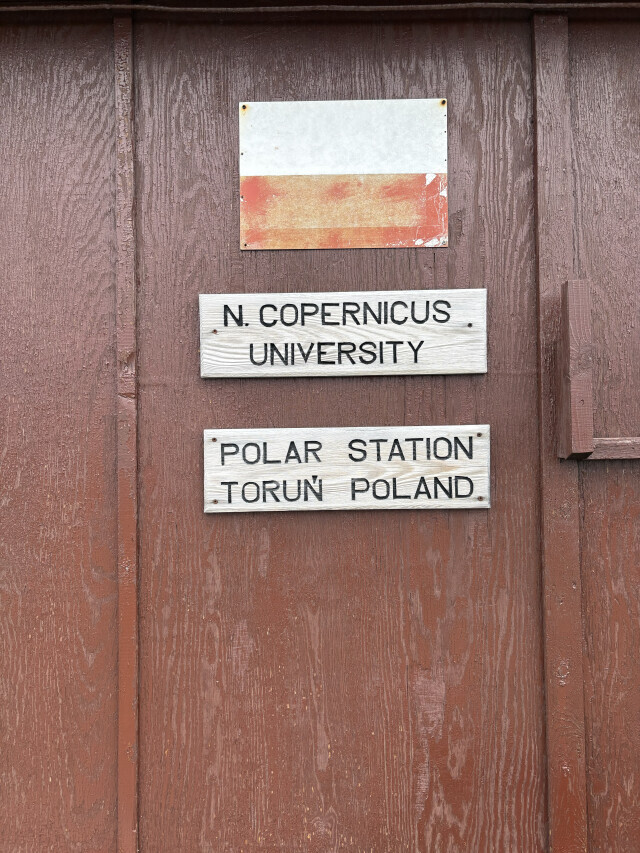 N. COPERNICUS
UNIVERSITY
POLAR STATION
TORUŃ POLAND